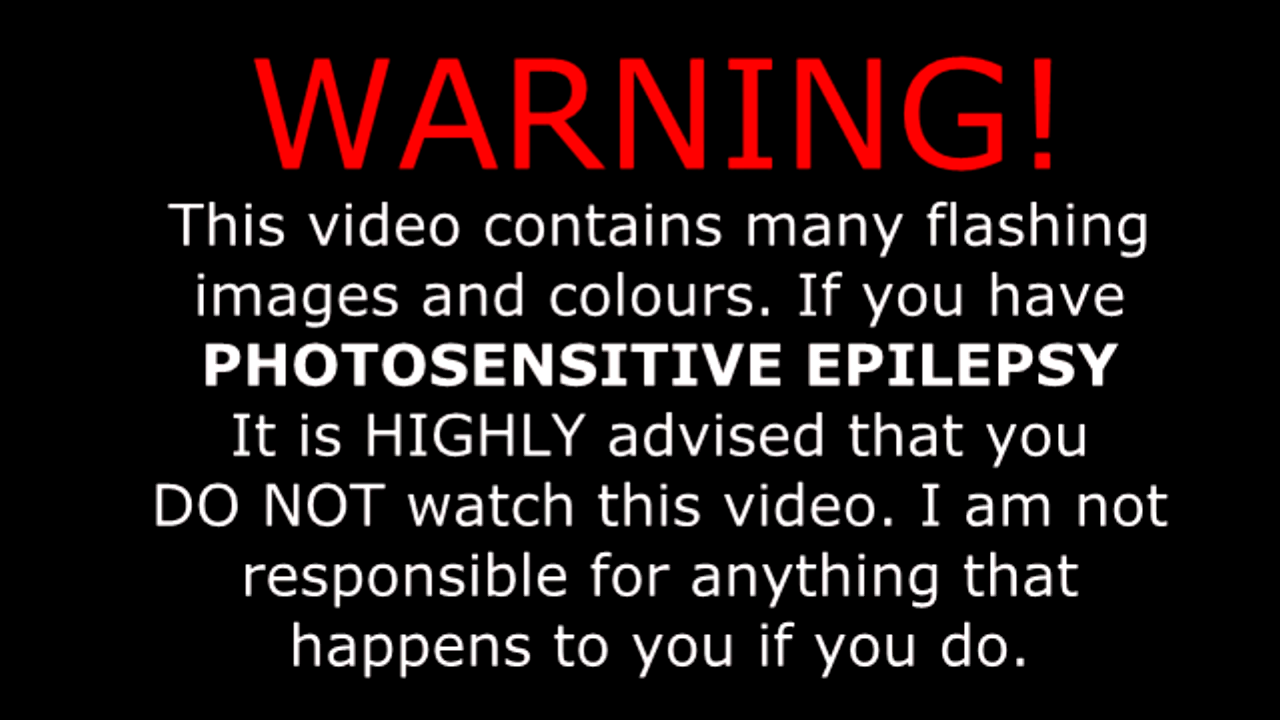 WARNING!
This video contains many flashing
images and colours. If you have
PHOTOSENSITIVE EPILEPSY
It is HIGHLY advised that you
DO NOT watch this video. I am not
responsible for anything that
happens to you if you do.